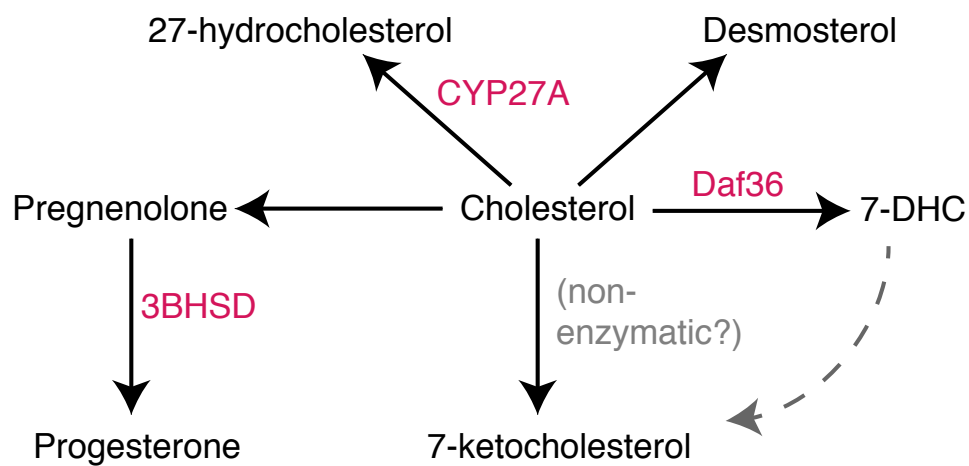 27-hydrocholesterol
Desmosterol
CYP27A
Daf36
Pregnenolone
Cholesterol
7-DHC
3BHSD
(non-
enzymatic?)
Progesterone
7-ketocholesterol